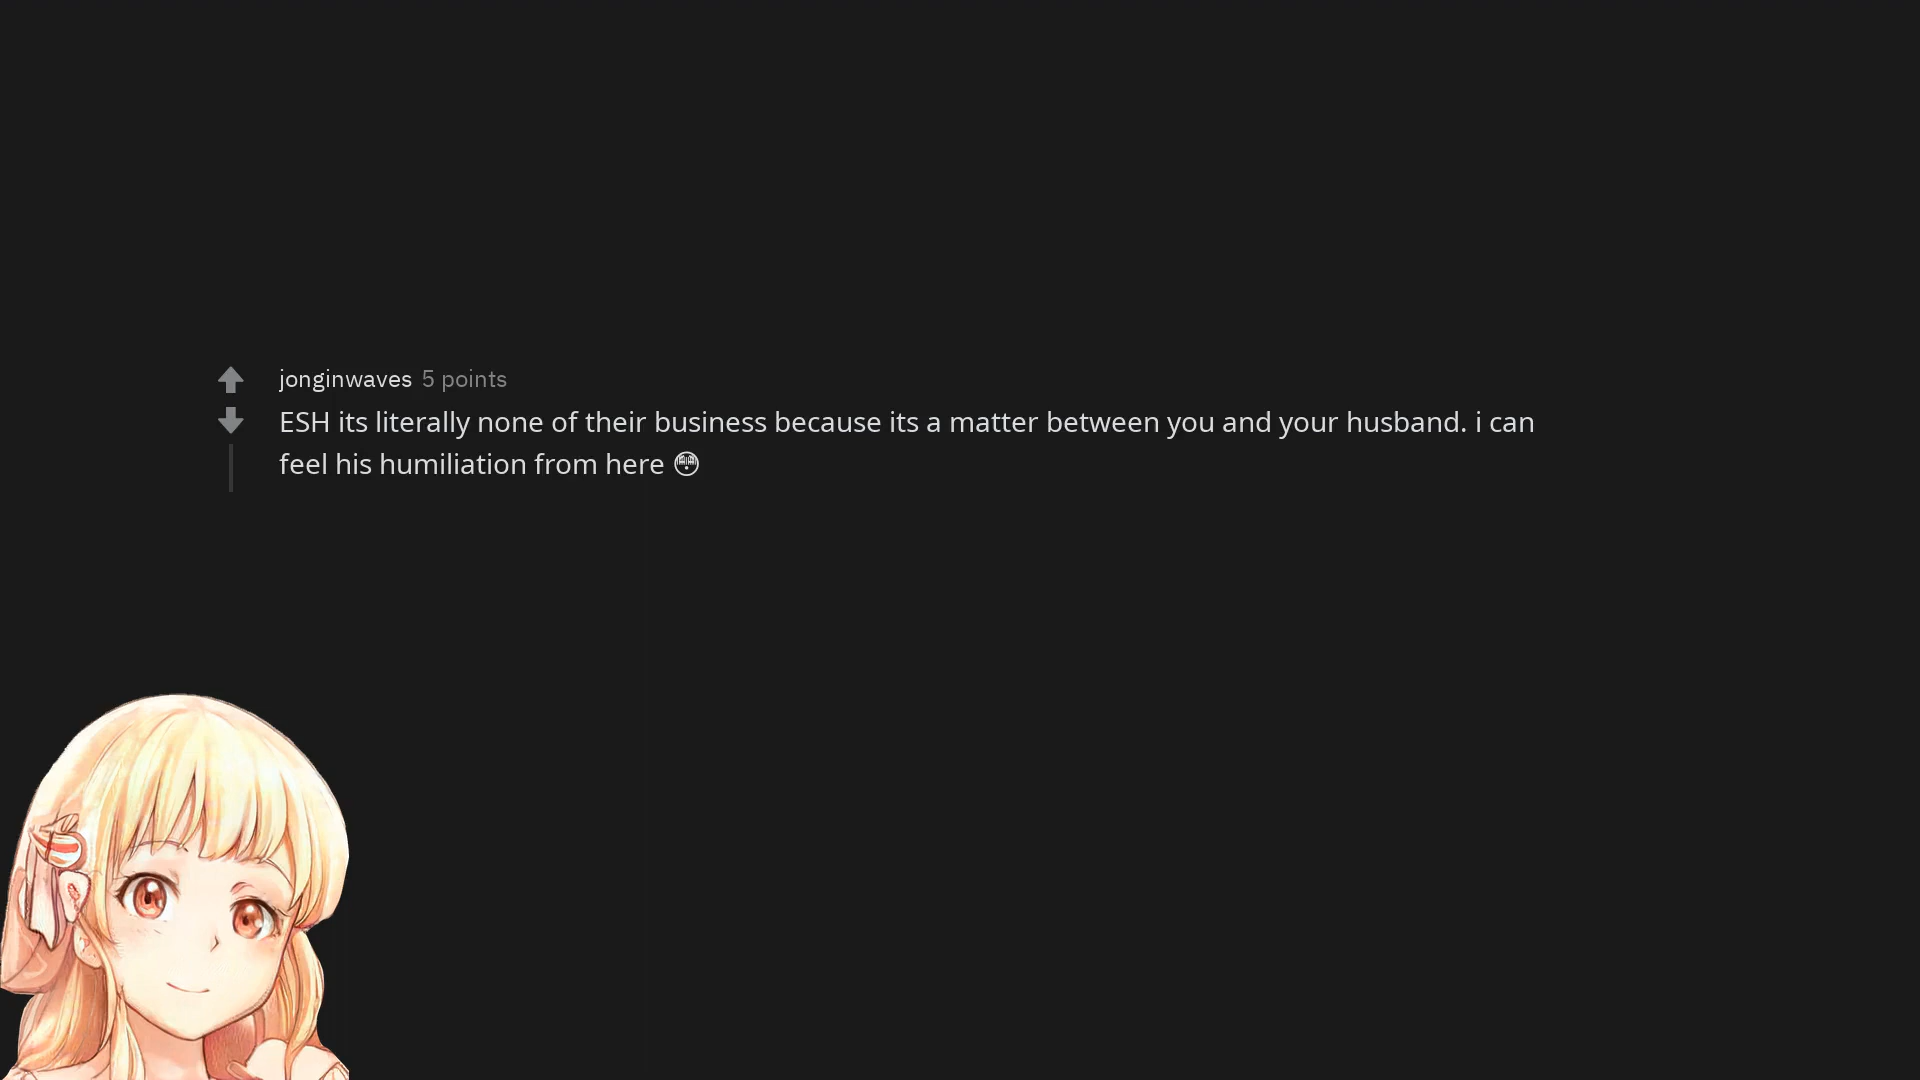 jonginwaves 5 points
ESH its literally none of their business because its a matter between you and your husband. i can
feel his humiliation from here 😳